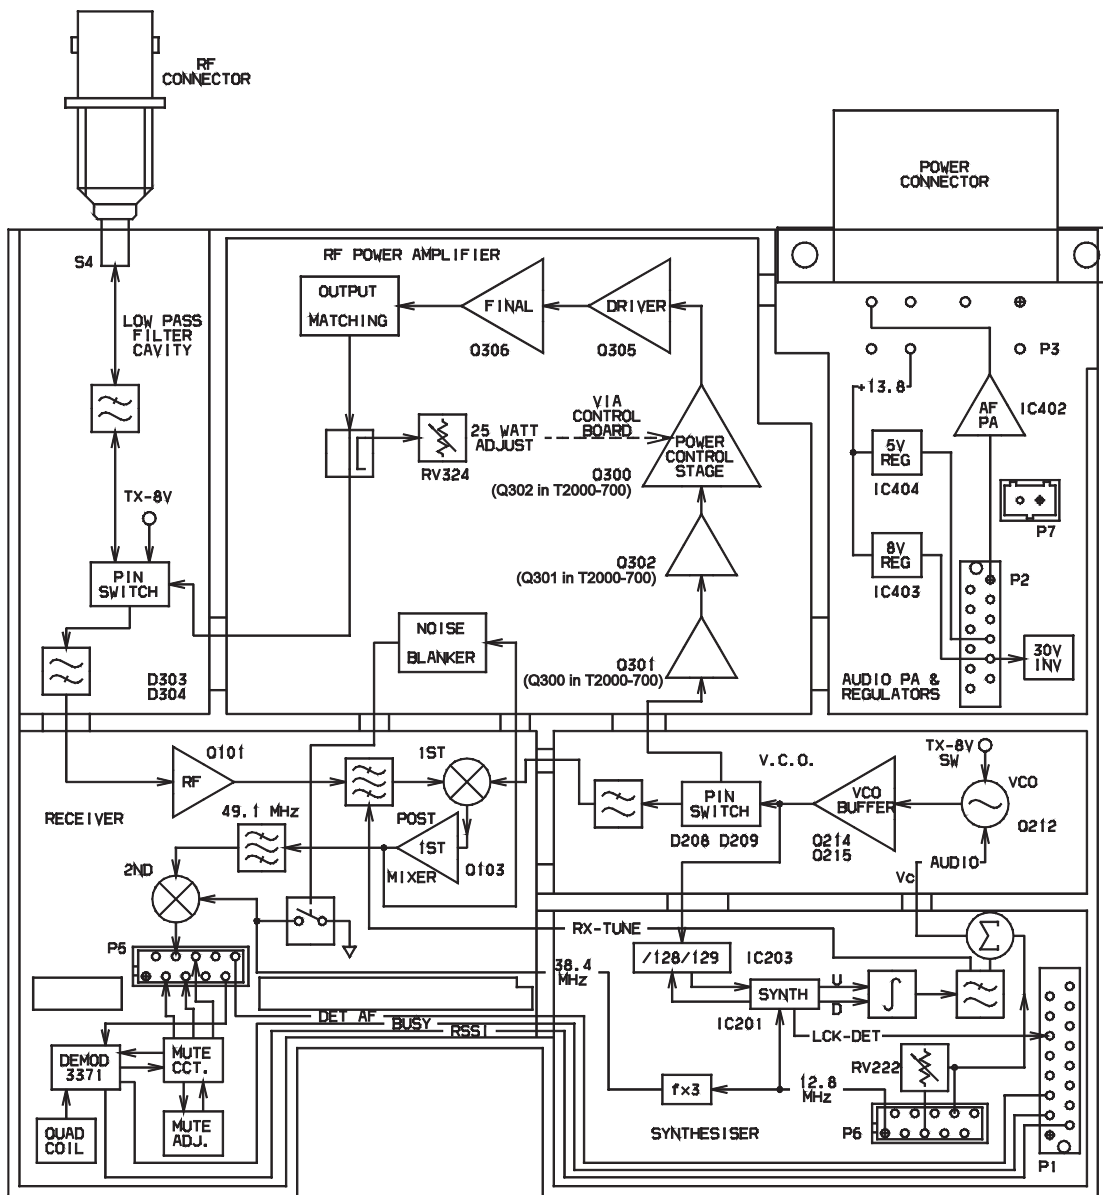 RF
CONNECTOR
POWER
CONNECTOR
S4
RF POWER AMPLIFIER
OUTPUT
MATCHING
FINAL
DRIVER
Q306
Q305
LOW PASS
FILTER
CAVITY
P3
+13.8
AF
PA
IC402
VIA
CONTROL
BOARD
25 WATT
ADJUST
RV324
POWER
CONTROL
STAGE
Q300
(Q302 in T2000-700)
5V
REG
IC404
TX-8V
P7
8V
REG
IC403
P2
Q302
(Q301 in T2000-700)
PIN
SWITCH
NOISE
BLANKER
Q301
(Q300 in T2000-700)
30V
INV
D303
D304
AUDIO PA &
REGULATORS
Q101
RF
1ST
V.C.O.
TX-8V
SW
VCO
PIN
SWITCH
VCO
BUFFER
D208 D209
Q214
Q215
Q212
RECEIVER
49.1 MHz
POST
1ST
MIXER
Q103
2ND
AUDIO
Vc
P5
RX-TUNE
Σ
/128/129
IC203
38.4
MHz
SYNTH
IC201
U
D
∫
DET AF
BUSY
RSSI
LCK-DET
DEMOD
3371
MUTE
CCT.
RV222
fx3
12.8
MHz
QUAD
COIL
MUTE
ADJ.
SYNTHESISER
P6
P1